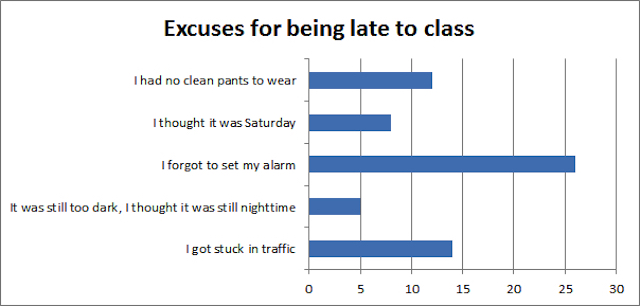 Excuses for being late to class
I had no clean pants to wear
I thought it was Saturday
I forgot to set my alarm
It was still too dark, I thought it was still nighttime
I got stuck in traffic
0 5 10 15 20 25 30